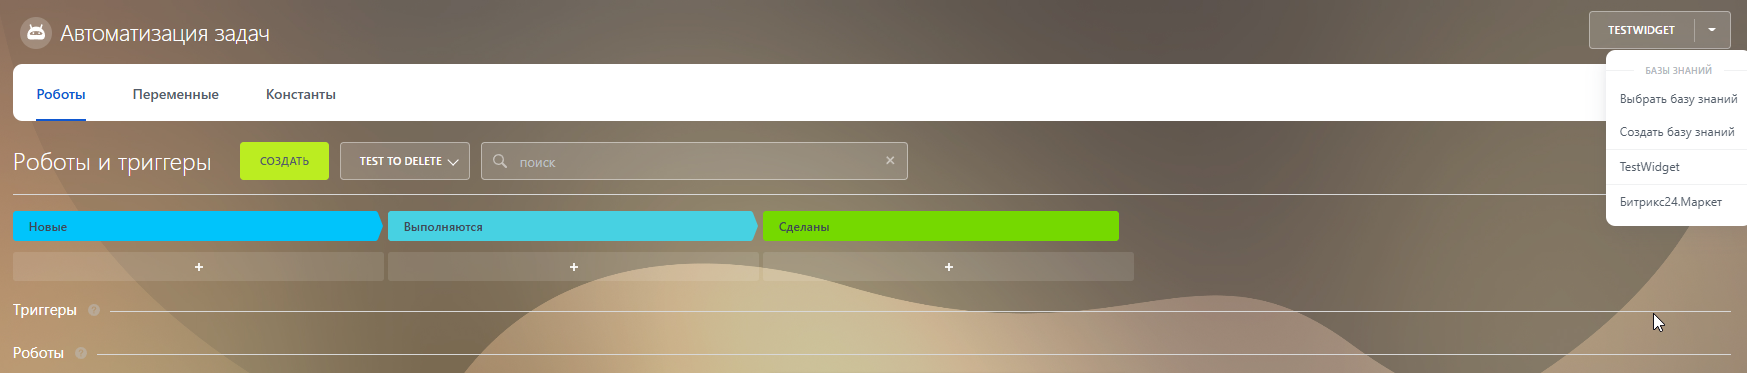 Автоматизация задач
TESTWIDGET
БАЗЫ ЗНАНИЙ
Выбрать базу знаний
Создать базу знаний
TestWidget
Битрикс24.Маркет
Роботы
Переменные
Константы
Роботы и триггеры
СОЗДАТЬ
TEST TO DELETE
поиск
Новые
Выполняются
Сделаны
+
+
+
Триггеры ?
Роботы ?